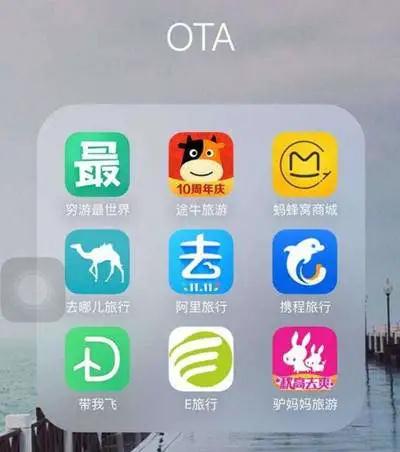 OTA
最
穷游最世界
10周年庆
途牛旅游
蚂蜂窝商城
去哪儿旅行
去
11.11
阿里旅行
携程旅行
带我飞
E旅行
秋高大爽
驴妈妈旅游